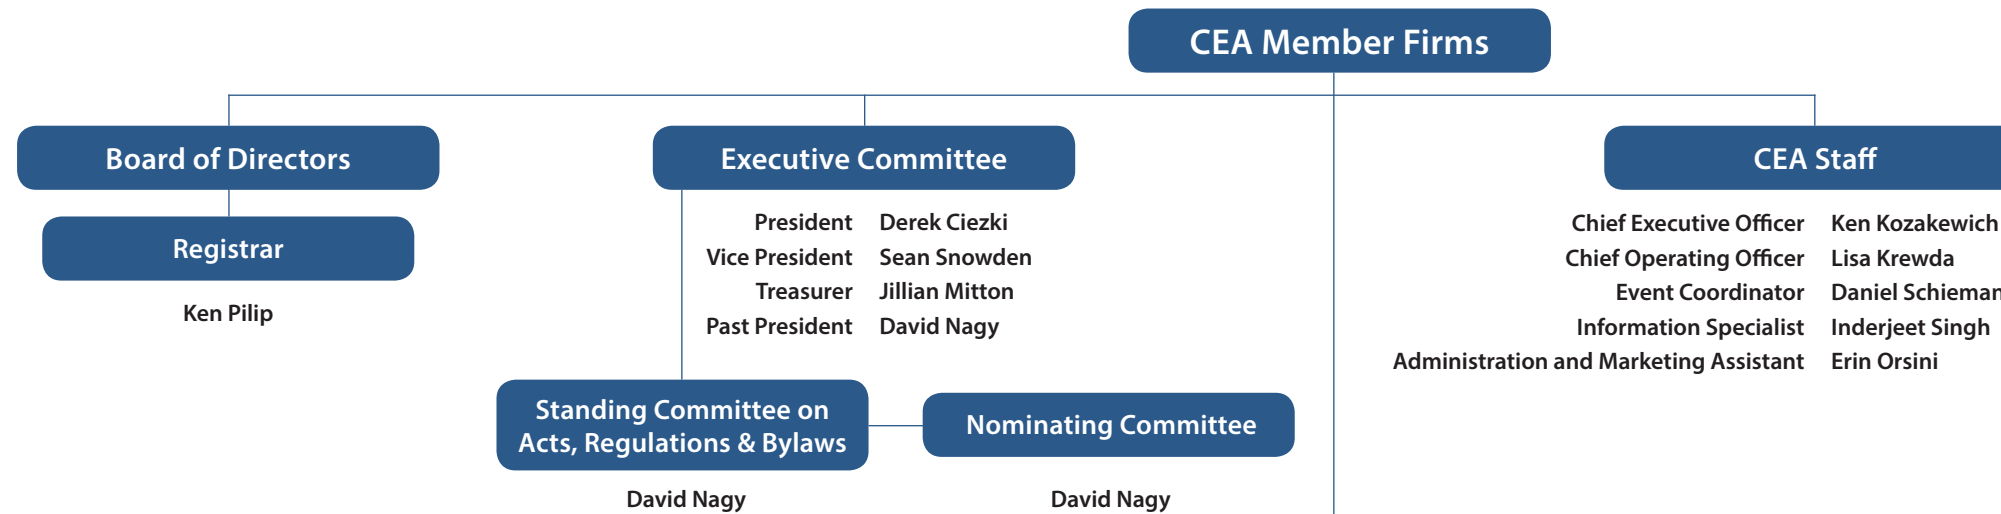 CEA Member Firms
Board of Directors
Registrar
Ken Pilip
Executive Committee
President Derek Ciezki
Vice President Sean Snowden
Treasurer Jillian Mitton
Past President David Nagy
Standing Committee on
Acts, Regulations & Bylaws
David Nagy
Nominating Committee
David Nagy
CEA Staff
Chief Executive Officer Ken Kozakewich
Chief Operating Officer Lisa Krewda
Event Coordinator Daniel Schieman
Information Specialist Inderjeet Singh
Administration and Marketing Assistant Erin Orsini